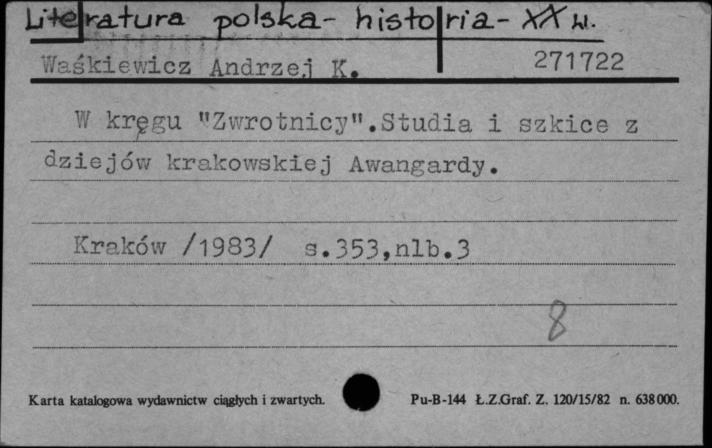 Literatura polska - historia - XX w.
Waśkiewicz Andrzej K. 271722
W kręgu "Zwrotnicy".Studia i szkice z
dziejów krakowskiej Awangardy.
Kraków /1983/ s.353,nlb.3
8
Karta katalogowa wydawnictw ciągłych i zwartych. Pu-B-144 Ł.Z.Graf. Z. 120/15/82 n. 638000.